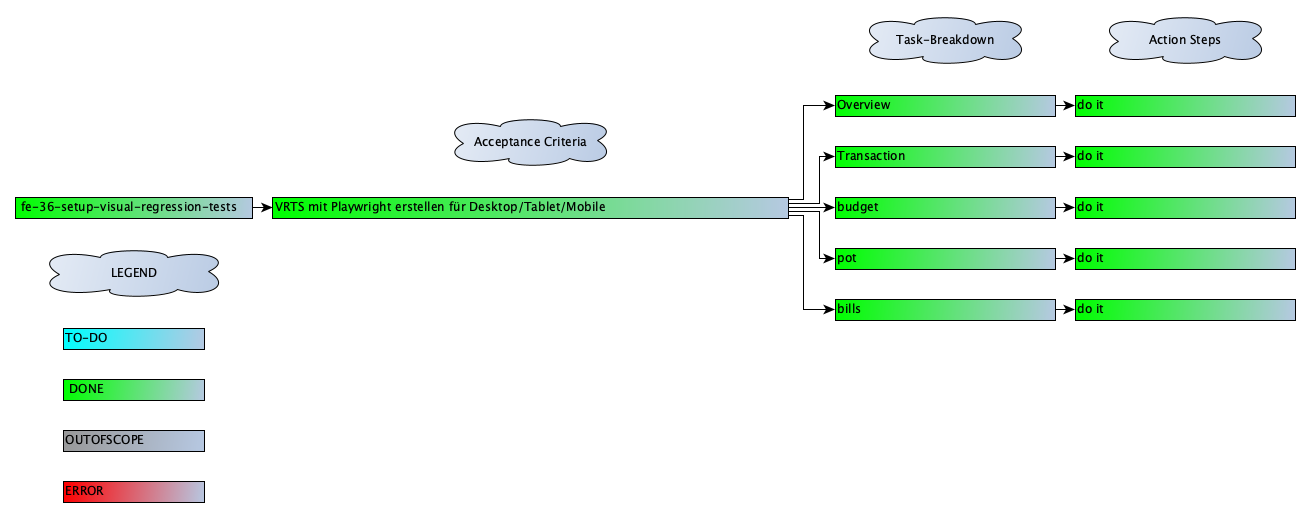 Task-Breakdown
Action Steps
Overview
do it
Acceptance Criteria
Transaction
do it
fe-36-setup-visual-regression-tests
VRTS mit Playwright erstellen für Desktop/Tablet/Mobile
budget
do it
pot
do it
LEGEND
bills
do it
TO-DO
DONE
OUTOFSCOPE
ERROR